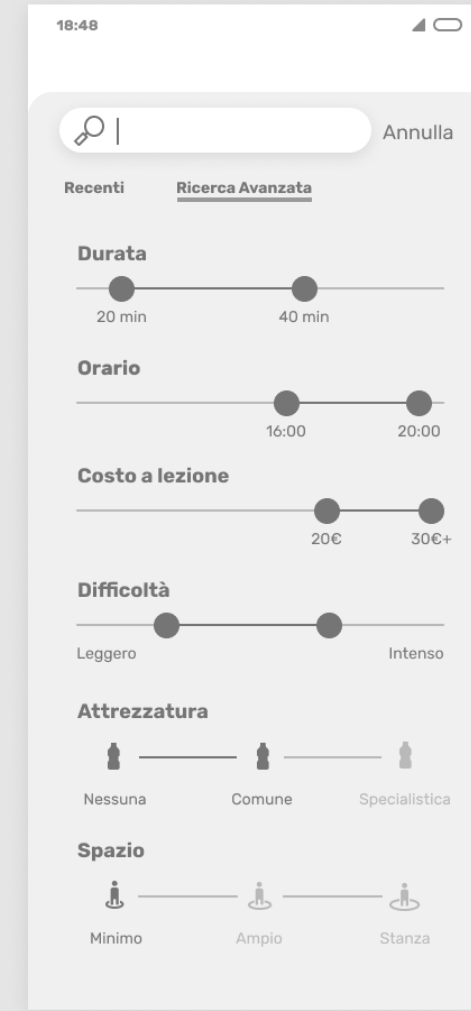 18:48
Annulla
Recenti Ricerca Avanzata
Durata
20 min 40 min
Orario
16:00 20:00
Costo a lezione
20€ 30€+
Difficoltà
Leggero Intenso
Attrezzatura
Nessuna Comune Specialistica
Spazio
Minimo Ampio Stanza